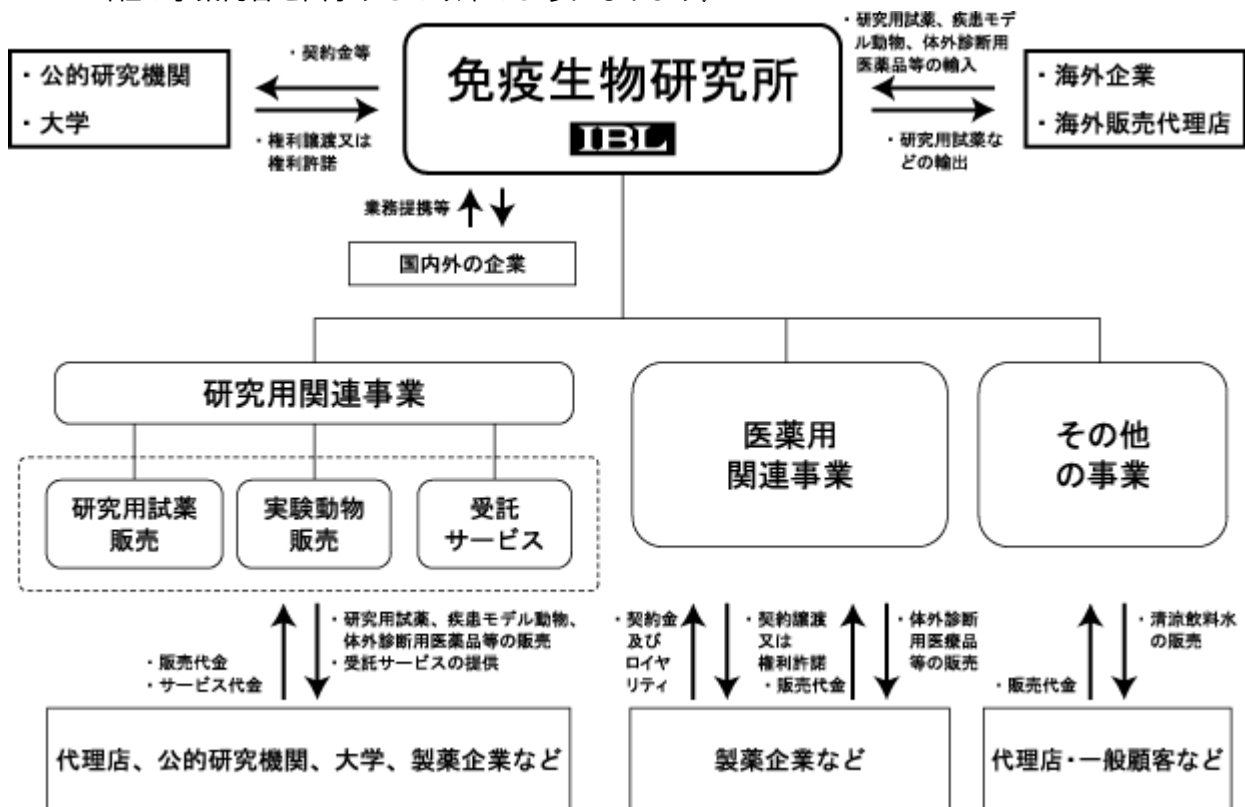 ・公的研究機関
・大学
・契約金等
・権利譲渡又は
権利許諾
免疫生物研究所
IBL
・研究用試薬、疾患モデ
ル動物、体外診断用
医薬品等の輸入
・研究用試薬な
どの輸出
・海外企業
・海外販売代理店
業務提携等
国内外の企業
研究用関連事業
研究用試薬
販売
実験動物
販売
受託
サービス
医薬用
関連事業
その他
の事業
・販売代金
・サービス代金
・研究用試薬、疾患モデル動物、
体外診断用医薬品等の販売
・受託サービスの提供
・契約金
及び
ロイヤ
リティ
・契約譲渡
又は
権利許諾
・販売代金
・体外診断
用医療品
等の販売
・販売代金
・清涼飲料水
の販売
代理店、公的研究機関、大学、製薬企業など
製薬企業など
代理店・一般顧客など